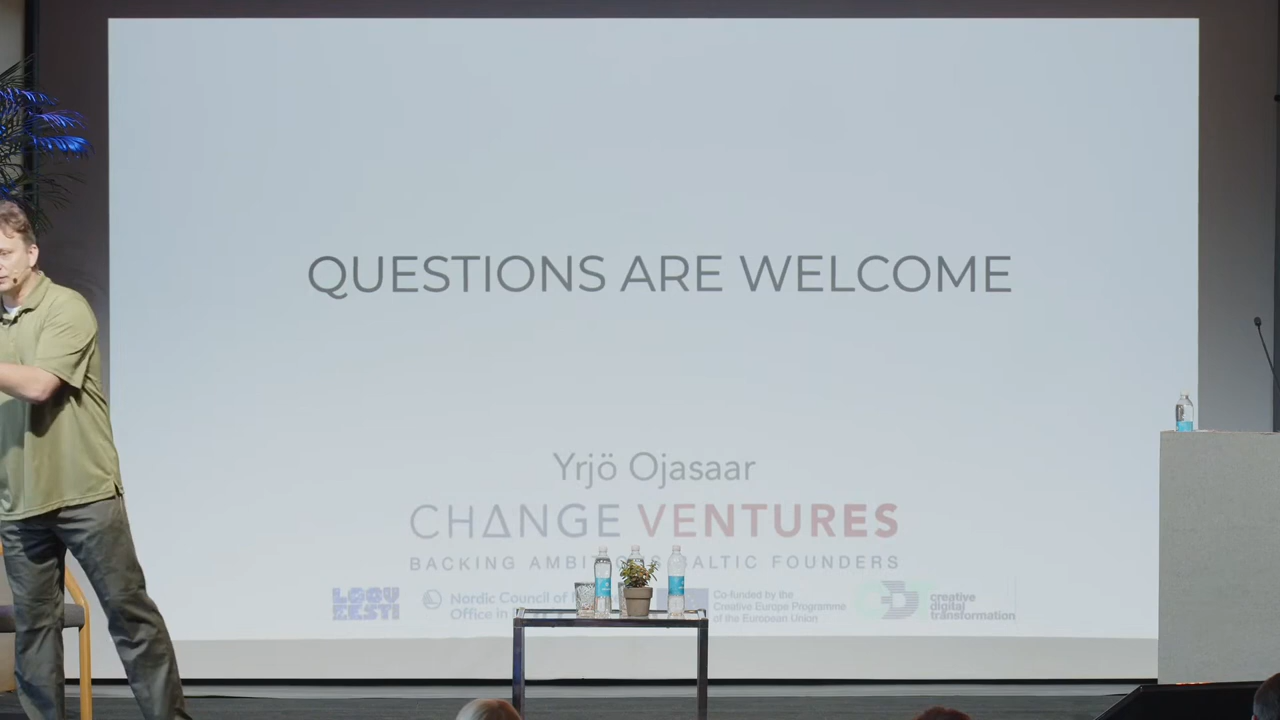 QUESTIONS ARE WELCOME
Yrjö Ojasaar
CHANGE VENTURES
BACKING AMBITIOUS BALTIC FOUNDERS
LOOV EESTI
Nordic Council of
Office in
Co-funded by the
Creative Europe Programme
of the European Union
creative
digital
transformation